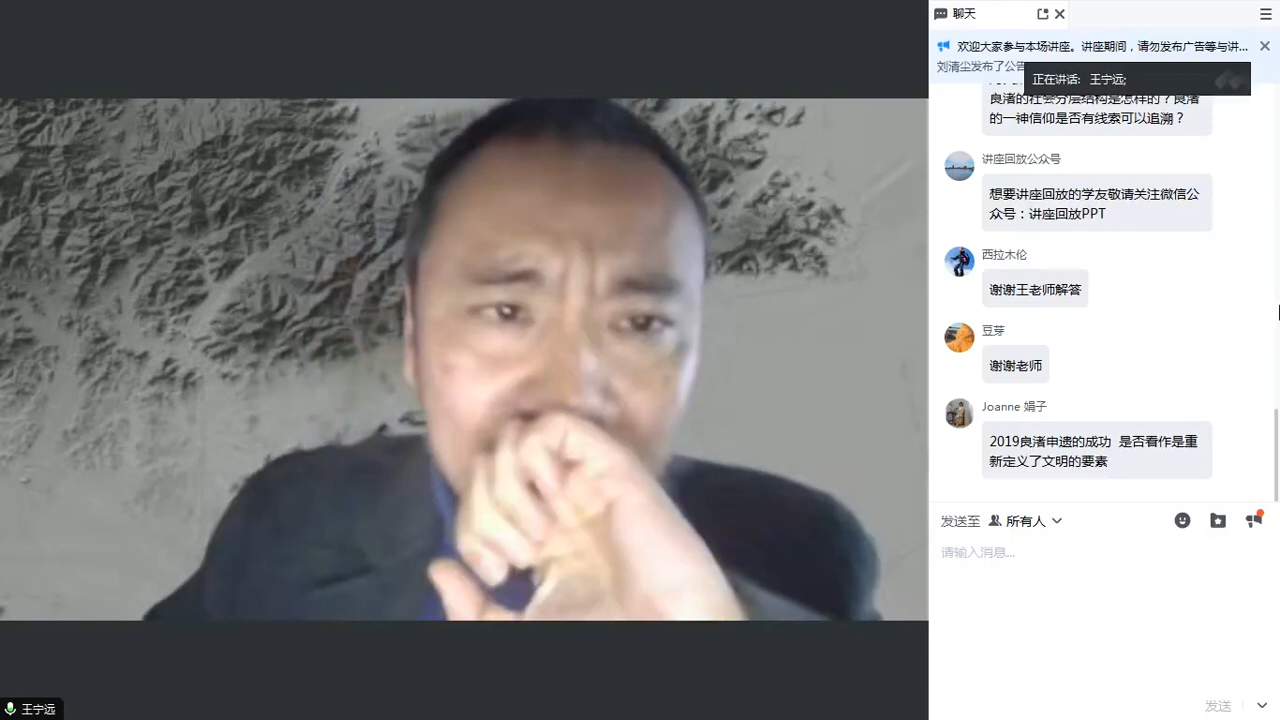 聊天
欢迎大家参与本场讲座。讲座期间，请勿发布广告等与讲...
刘清尘发布了公告
正在讲话: 王宁远;
良渚的社会分层结构是怎样的？良渚
的一神信仰是否有线索可以追溯？
讲座回放公众号
想要讲座回放的学友敬请关注微信公
众号：讲座回放PPT
西拉木伦
谢谢王老师解答
豆芽
谢谢老师
Joanne 娟子
2019良渚申遗的成功 是否看作是重
新定义了文明的要素
发送至 所有人
请输入消息...
发送
王宁远